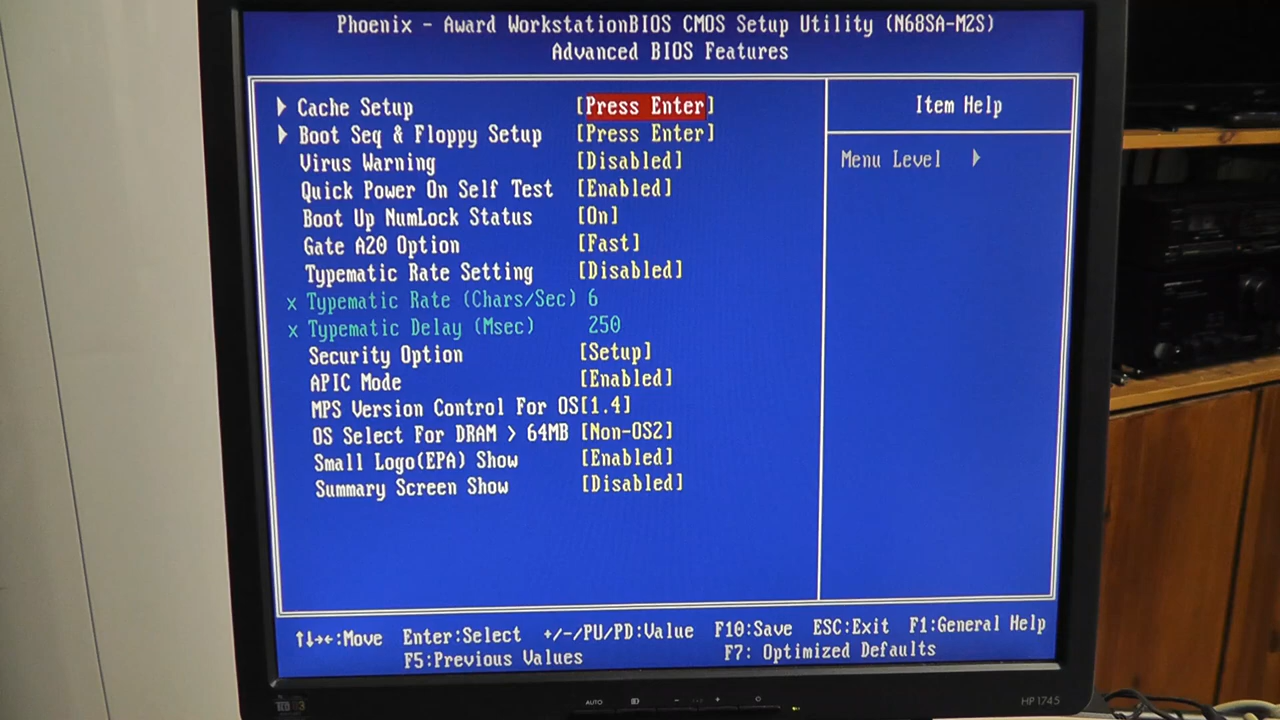 Phoenix - Award WorkstationBIOS CMOS Setup Utility (N68SA-M2S)
Advanced BIOS Features
Cache Setup [Press Enter]
Boot Seq & Floppy Setup [Press Enter]
Virus Warning [Disabled]
Quick Power On Self Test [Enabled]
Boot Up NumLock Status [On]
Gate A20 Option [Fast]
Typematic Rate Setting [Disabled]
x Typematic Rate (Chars/Sec) 6
x Typematic Delay (Msec) 250
Security Option [Setup]
APIC Mode [Enabled]
MPS Version Control For OS[1.4]
OS Select For DRAM > 64MB [Non-OS2]
Small Logo(EPA) Show [Enabled]
Summary Screen Show [Disabled]
Item Help
Menu Level
↑↓→←:Move Enter:Select +/-/PU/PD:Value F10:Save ESC:Exit F1:General Help
F5:Previous Values F7: Optimized Defaults
AUTO
HP 1745